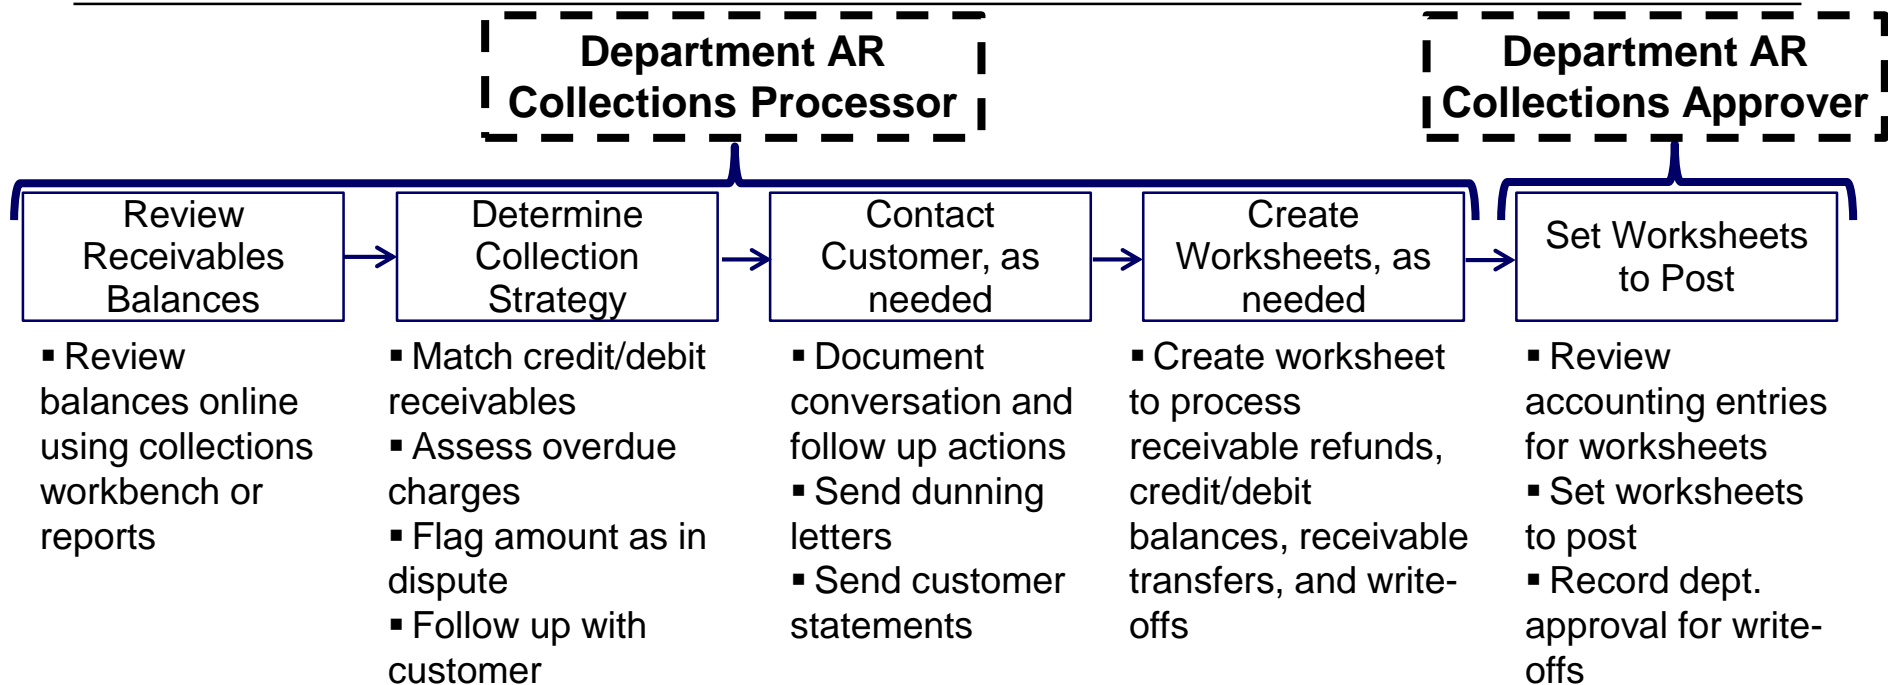 Department AR
Collections Processor
Department AR
Collections Approver
Review
Receivables
Balances
Determine
Collection
Strategy
Contact
Customer, as
needed
Create
Worksheets, as
needed
Set Worksheets
to Post
▪ Review
balances online
using collections
workbench or
reports
▪ Match credit/debit
receivables
▪ Assess overdue
charges
▪ Flag amount as in
dispute
▪ Follow up with
customer
▪ Document
conversation and
follow up actions
▪ Send dunning
letters
▪ Send customer
statements
▪ Create worksheet
to process
receivable refunds,
credit/debit
balances, receivable
transfers, and write-
offs
▪ Review
accounting entries
for worksheets
▪ Set worksheets
to post
▪ Record dept.
approval for write-
offs